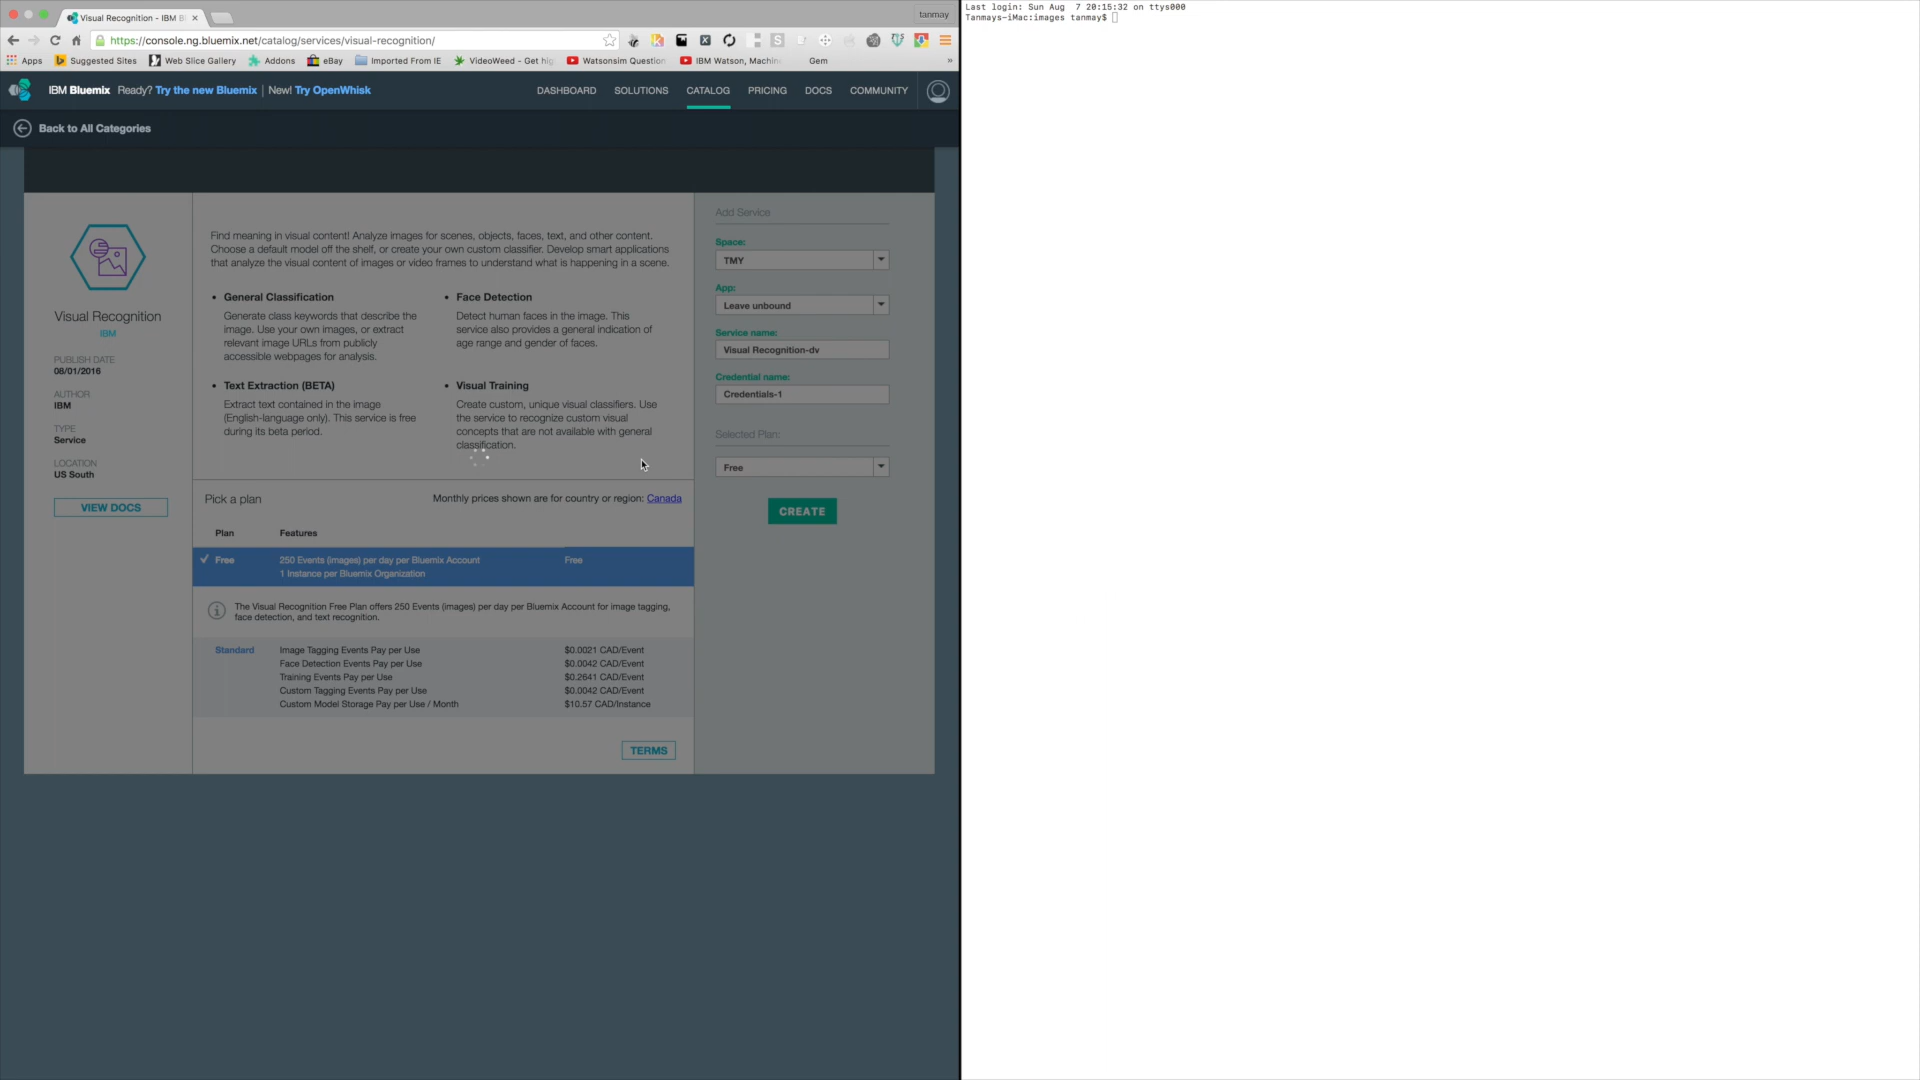 Visual Recognition - IBM B
tanmay
https://console.ng.bluemix.net/catalog/services/visual-recognition/
Apps Suggested Sites Web Slice Gallery Addons eBay Imported From IE VideoWeed - Get hig Watsonsim Question IBM Watson, Machin Gem »
IBM Bluemix Ready? Try the new Bluemix | New! Try OpenWhisk DASHBOARD SOLUTIONS CATALOG PRICING DOCS COMMUNITY
Back to All Categories
Visual Recognition
IBM
PUBLISH DATE
08/01/2016
AUTHOR
IBM
TYPE
Service
LOCATION
US South
VIEW DOCS
Find meaning in visual content! Analyze images for scenes, objects, faces, text, and other content.
Choose a default model off the shelf, or create your own custom classifier. Develop smart applications
that analyze the visual content of images or video frames to understand what is happening in a scene.
• General Classification
Generate class keywords that describe the
image. Use your own images, or extract
relevant image URLs from publicly
accessible webpages for analysis.
• Face Detection
Detect human faces in the image. This
service also provides a general indication of
age range and gender of faces.
• Text Extraction (BETA)
Extract text contained in the image
(English-language only). This service is free
during its beta period.
• Visual Training
Create custom, unique visual classifiers. Use
the service to recognize custom visual
concepts that are not available with general
classification.
Pick a plan
Monthly prices shown are for country or region: Canada
Plan Features
Free 250 Events (images) per day per Bluemix Account Free
1 Instance per Bluemix Organization
The Visual Recognition Free Plan offers 250 Events (images) per day per Bluemix Account for image tagging,
face detection, and text recognition.
Standard Image Tagging Events Pay per Use $0.0021 CAD/Event
Face Detection Events Pay per Use $0.0042 CAD/Event
Training Events Pay per Use $0.2641 CAD/Event
Custom Tagging Events Pay per Use $0.0042 CAD/Event
Custom Model Storage Pay per Use / Month $10.57 CAD/Instance
TERMS
Add Service
Space:
TMY
App:
Leave unbound
Service name:
Visual Recognition-dv
Credential name:
Credentials-1
Selected Plan:
Free
CREATE
Last login: Sun Aug  7 20:15:32 on ttys000
Tanmays-iMac:images tanmay$